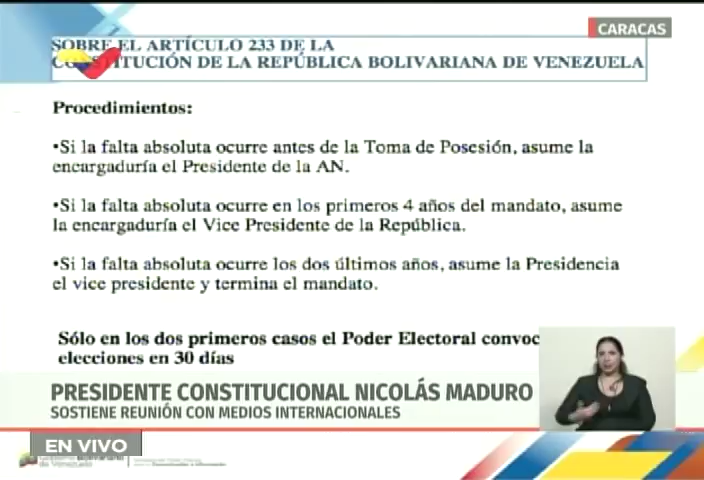 CARACAS
SOBRE EL ARTÍCULO 233 DE LA
CONSTITUCIÓN DE LA REPÚBLICA BOLIVARIANA DE VENEZUELA
Procedimientos:
•Si la falta absoluta ocurre antes de la Toma de Posesión, asume la
encargaduría el Presidente de la AN.
•Si la falta absoluta ocurre en los primeros 4 años del mandato, asume
la encargaduría el Vice Presidente de la República.
•Si la falta absoluta ocurre los dos últimos años, asume la Presidencia
el vice presidente y termina el mandato.
Sólo en los dos primeros casos el Poder Electoral convoc
elecciones en 30 días
PRESIDENTE CONSTITUCIONAL NICOLÁS MADURO
SOSTIENE REUNIÓN CON MEDIOS INTERNACIONALES
EN VIVO
de Venezuela